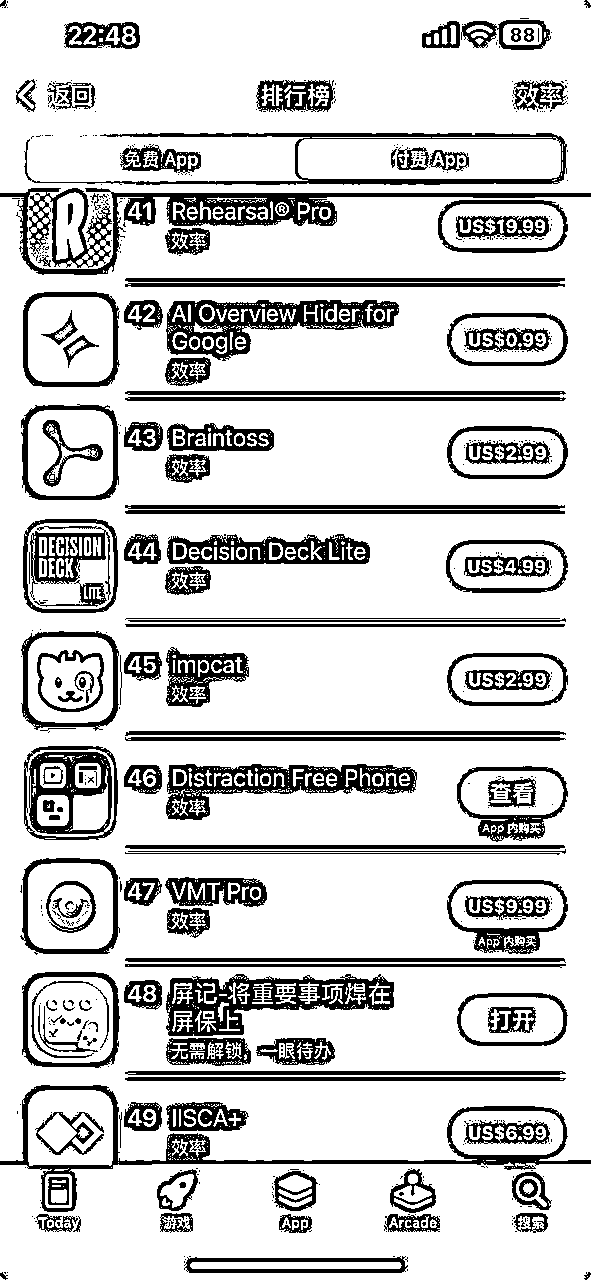 22:48
88
返回
排行榜
效率
免费 App
付费 App
R
41 Rehearsal® Pro
效率
US$19.99
42 AI Overview Hider for
Google
效率
US$0.99
43 Braintoss
效率
US$2.99
DECISION
DECK
LITE
44 Decision Deck Lite
效率
US$4.99
45 impcat
效率
US$2.99
46 Distraction Free Phone
效率
查看
App 内购买
47 VMT Pro
效率
US$9.99
App 内购买
48 屏记-将重要事项焊在
屏保上
无需解锁，一眼待办
打开
49 IISCA+
效率
US$6.99
Today
游戏
App
Arcade
搜索